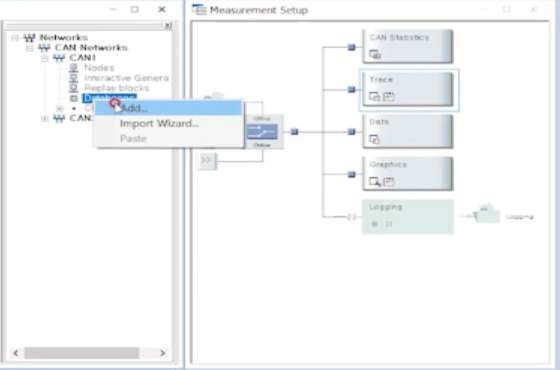 Measurement Setup
Networks
CAN Networks
CAN1
Nodes
Interactive Genera
Replay blocks
Databases
Add...
Import Wizard...
Paste
CAN Statistics
Trace
Data
Graphics
Logging
Offline
Online
Logging